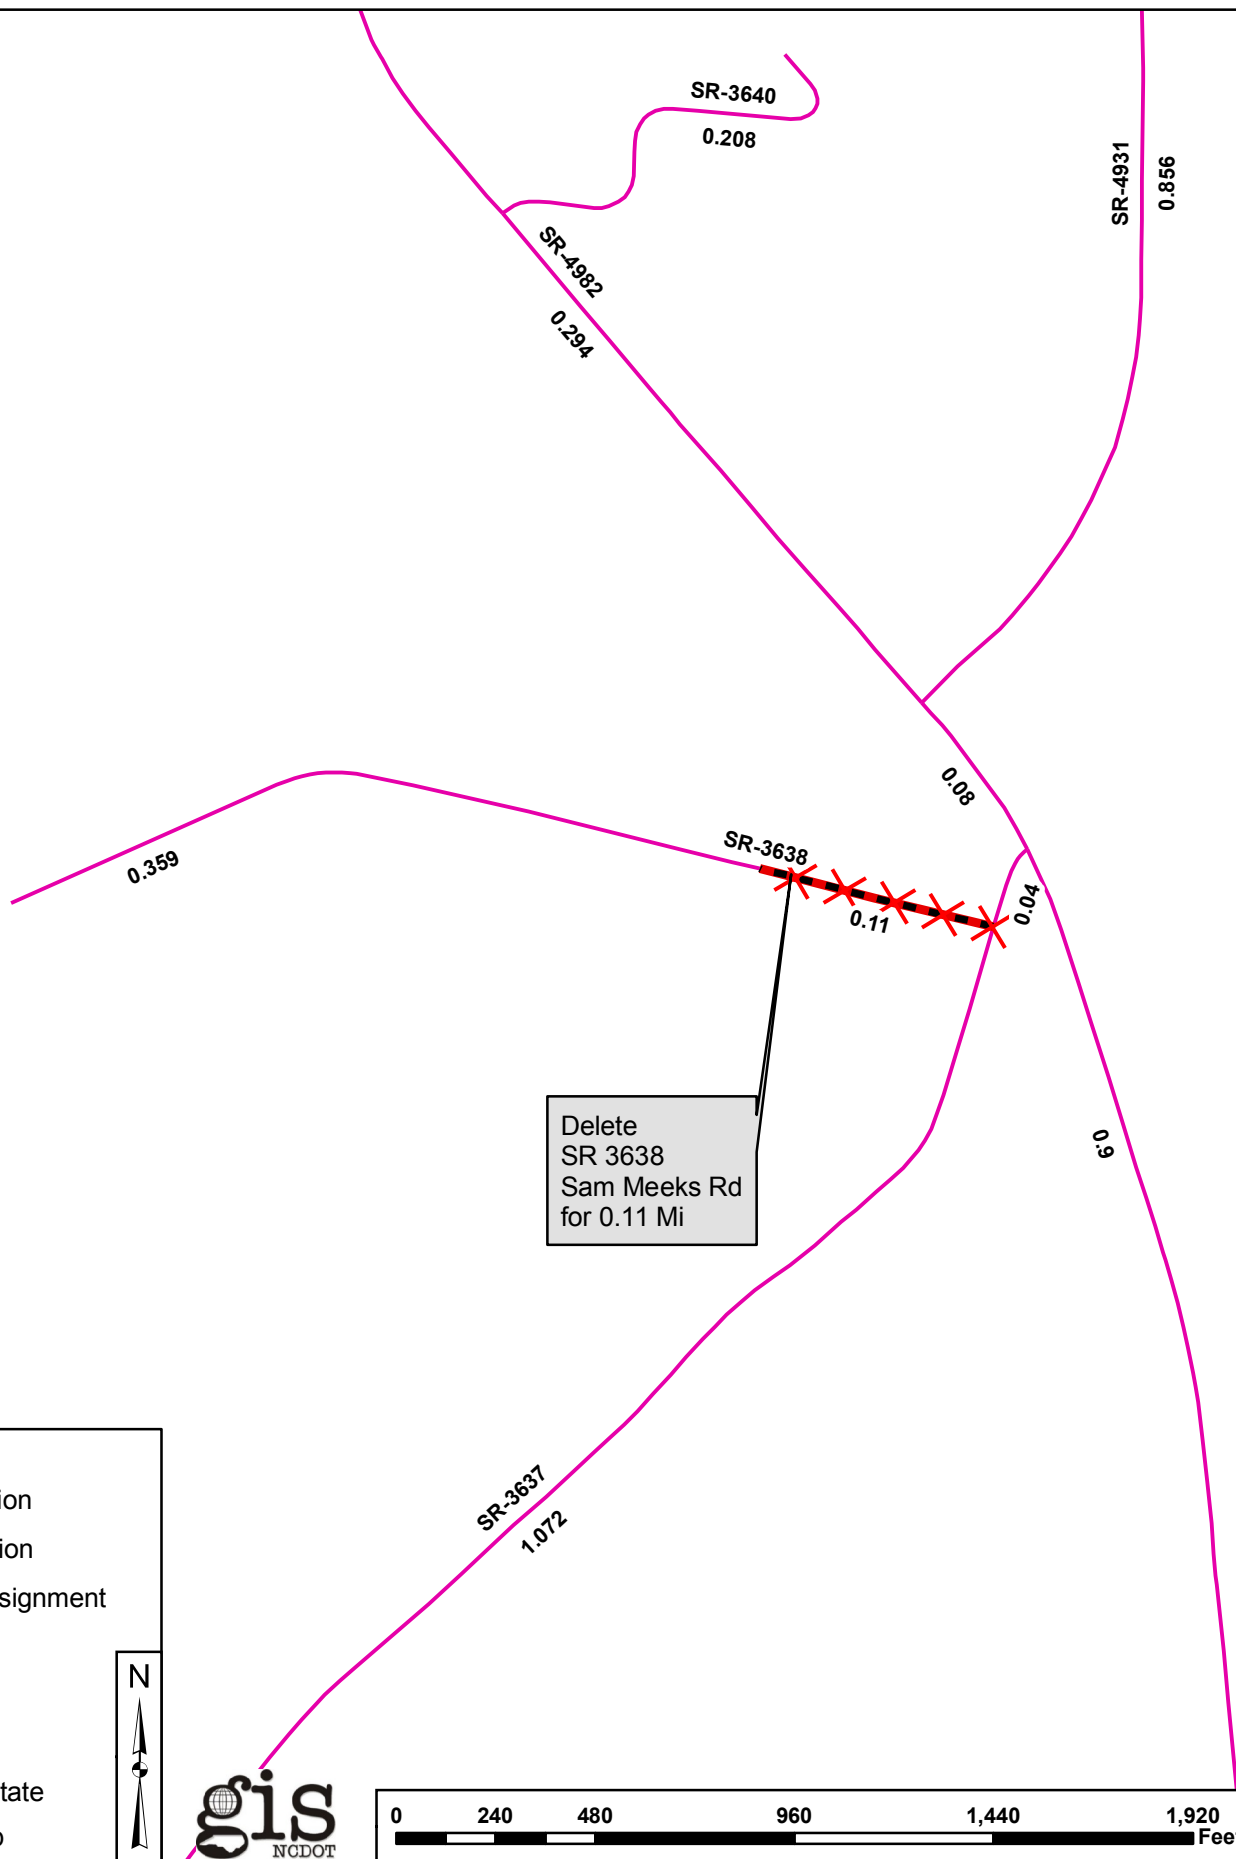 SR-3640
0.208
SR-4931
0.856
SR-4982
0.294
0.08
SR-3638
0.359
0.11
0.04
Delete
SR 3638
Sam Meeks Rd
for 0.11 Mi
0.9
SR-3637
1.072
ion
ion
signment
N
tate
gis
NCDOT
0 240 480 960 1,440 1,920